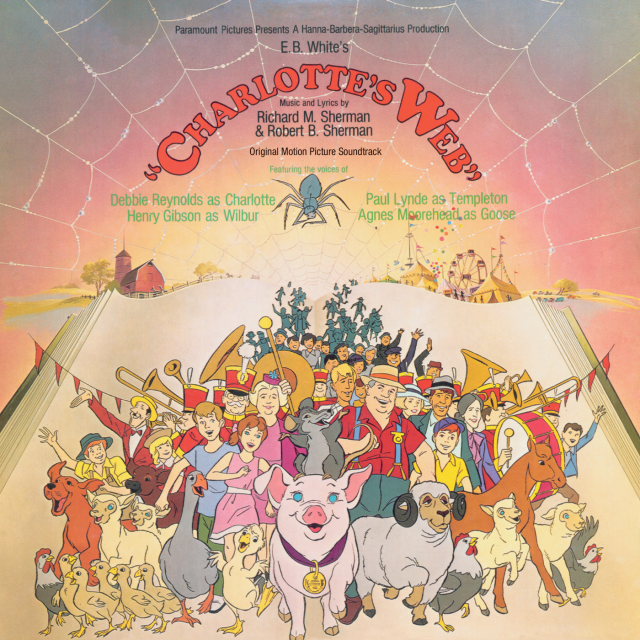 Paramount Pictures Presents A Hanna-Barbera-Sagittarius Production
E.B. White's
"CHARLOTTE'S WEB"
Music and Lyrics by
Richard M. Sherman
& Robert B. Sherman
Original Motion Picture Soundtrack
Featuring the voices of
Debbie Reynolds as Charlotte
Henry Gibson as Wilbur
Paul Lynde as Templeton
Agnes Moorehead as Goose